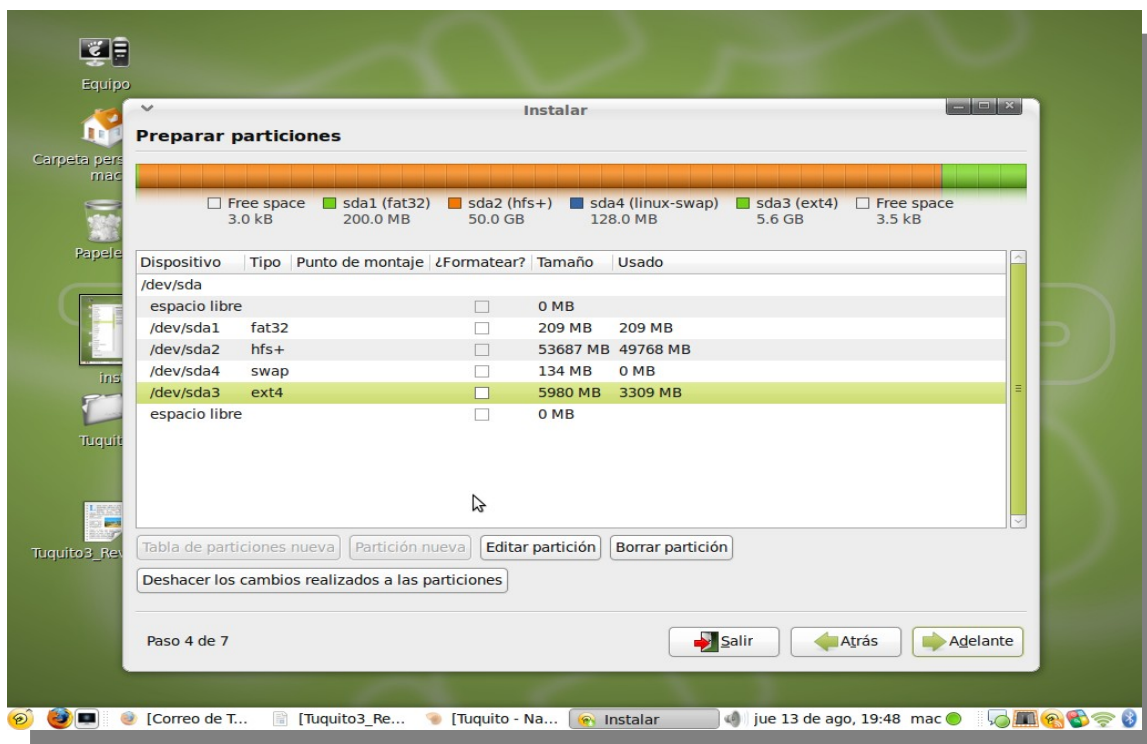 Equipo
Carpeta pers
mac
Papele
ins
Tuquit
Tuquito3_Rev
Instalar
Preparar particiones
Free space sda1 (fat32) sda2 (hfs+) sda4 (linux-swap) sda3 (ext4) Free space
3.0 kB 200.0 MB 50.0 GB 128.0 MB 5.6 GB 3.5 kB
Dispositivo Tipo Punto de montaje ¿Formatear? Tamaño Usado
/dev/sda
espacio libre 0 MB
/dev/sda1 fat32 209 MB 209 MB
/dev/sda2 hfs+ 53687 MB 49768 MB
/dev/sda4 swap 134 MB 0 MB
/dev/sda3 ext4 5980 MB 3309 MB
espacio libre 0 MB
Tabla de particiones nueva Partición nueva Editar partición Borrar partición
Deshacer los cambios realizados a las particiones
Paso 4 de 7 Salir Atrás Adelante
[Correo de T... [Tuquito3_Re... [Tuquito - Na... Instalar jue 13 de ago, 19:48 mac